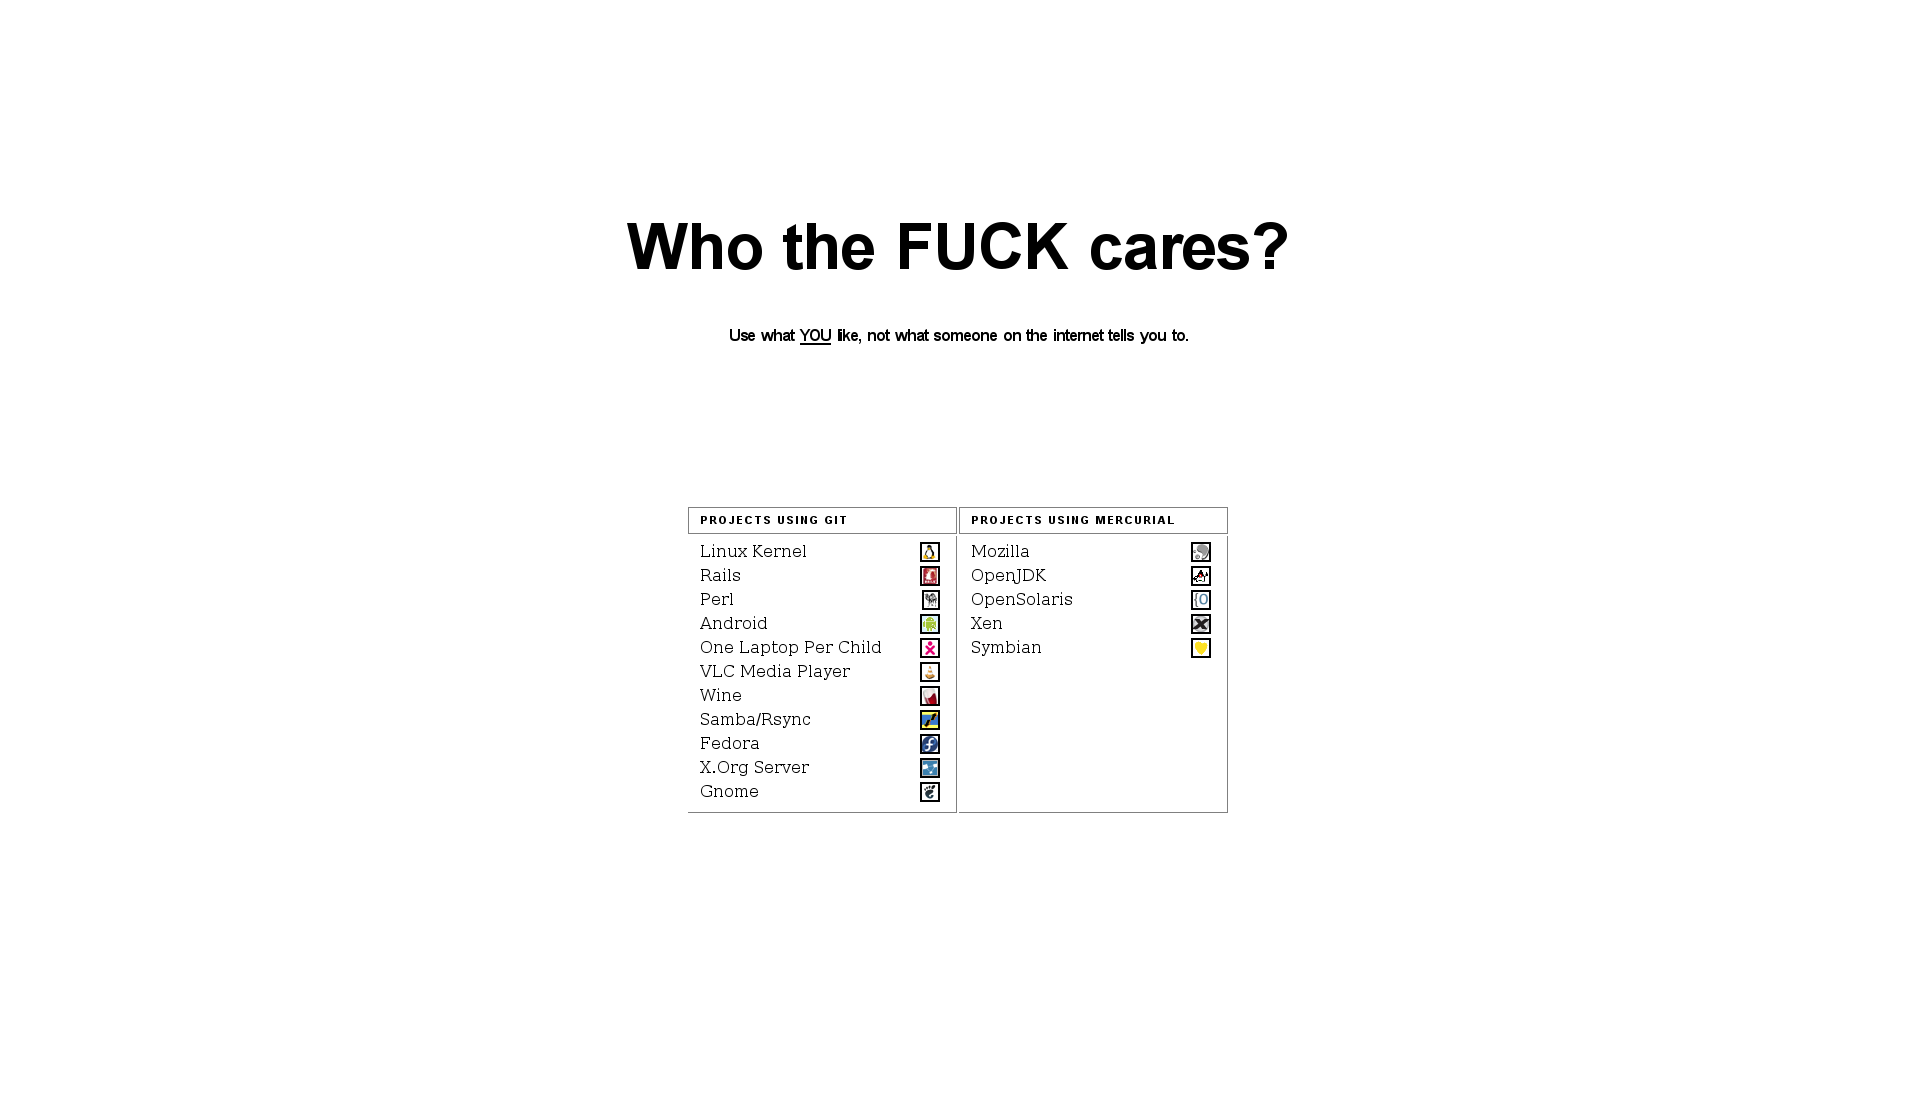 Who the FUCK cares?
Use what YOU like, not what someone on the internet tells you to.
PROJECTS USING GIT
Linux Kernel
Rails
Perl
Android
One Laptop Per Child
VLC Media Player
Wine
Samba/Rsync
Fedora
X.Org Server
Gnome
PROJECTS USING MERCURIAL
Mozilla
OpenJDK
OpenSolaris
Xen
Symbian